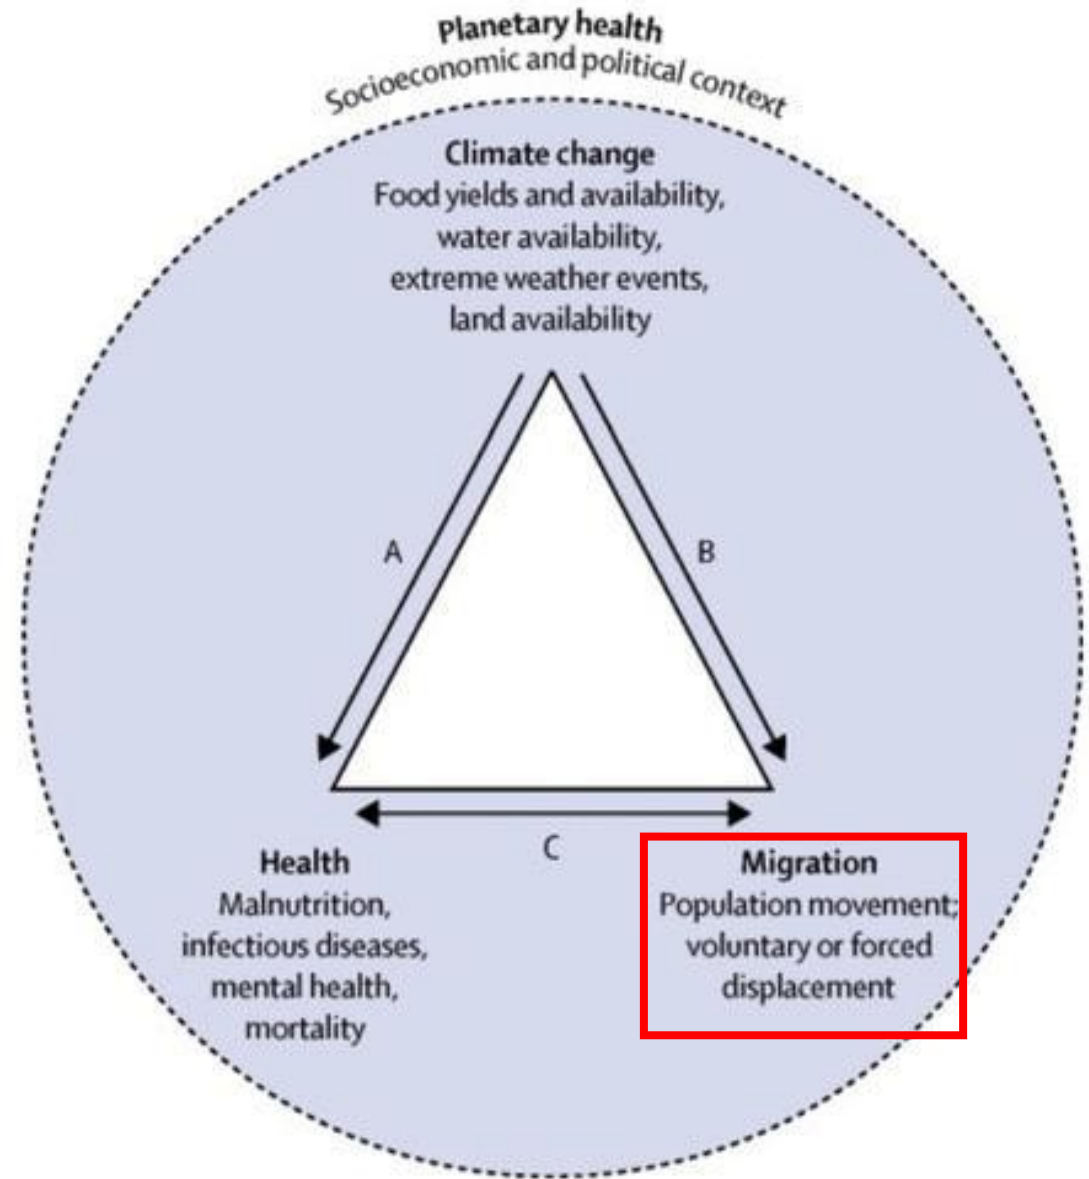 Planetary health
Socioeconomic and political context
Climate change
Food yields and availability,
water availability,
extreme weather events,
land availability
A
B
C
Health
Malnutrition,
infectious diseases,
mental health,
mortality
Migration
Population movement;
voluntary or forced
displacement